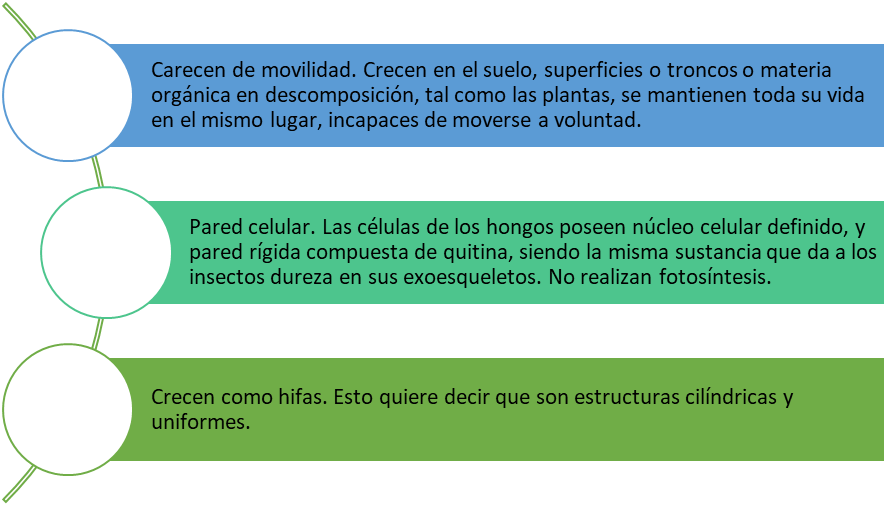 Carecen de movilidad. Crecen en el suelo, superficies o troncos o materia
orgánica en descomposición, tal como las plantas, se mantienen toda su vida
en el mismo lugar, incapaces de moverse a voluntad.
Pared celular. Las células de los hongos poseen núcleo celular definido, y
pared rígida compuesta de quitina, siendo la misma sustancia que da a los
insectos dureza en sus exoesqueletos. No realizan fotosíntesis.
Crecen como hifas. Esto quiere decir que son estructuras cilíndricas y
uniformes.